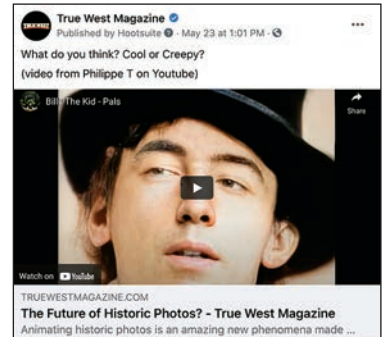 True West Magazine
Published by Hootsuite · May 23 at 1:01 PM ·
What do you think? Cool or Creepy?
(video from Philippe T on Youtube)
Billy The Kid - Pals
Share
Watch on YouTube
TRUEWESTMAGAZINE.COM
The Future of Historic Photos? - True West Magazine
Animating historic photos is an amazing new phenomena made ...